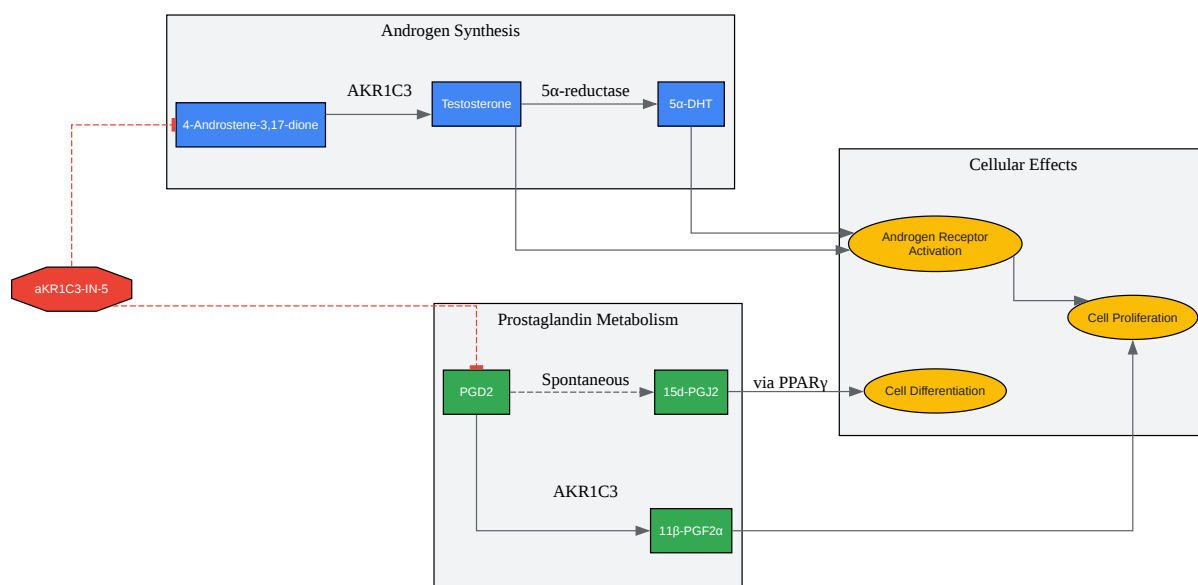 Androgen Synthesis
AKR1C3
5α-reductase
4-Androstene-3,17-dione
Testosterone
5α-DHT
Cellular Effects
Androgen Receptor
Activation
aKR1C3-IN-5
Cell Proliferation
Prostaglandin Metabolism
PGD2
Spontaneous
15d-PGJ2
via PPARγ
Cell Differentiation
AKR1C3
11β-PGF2α